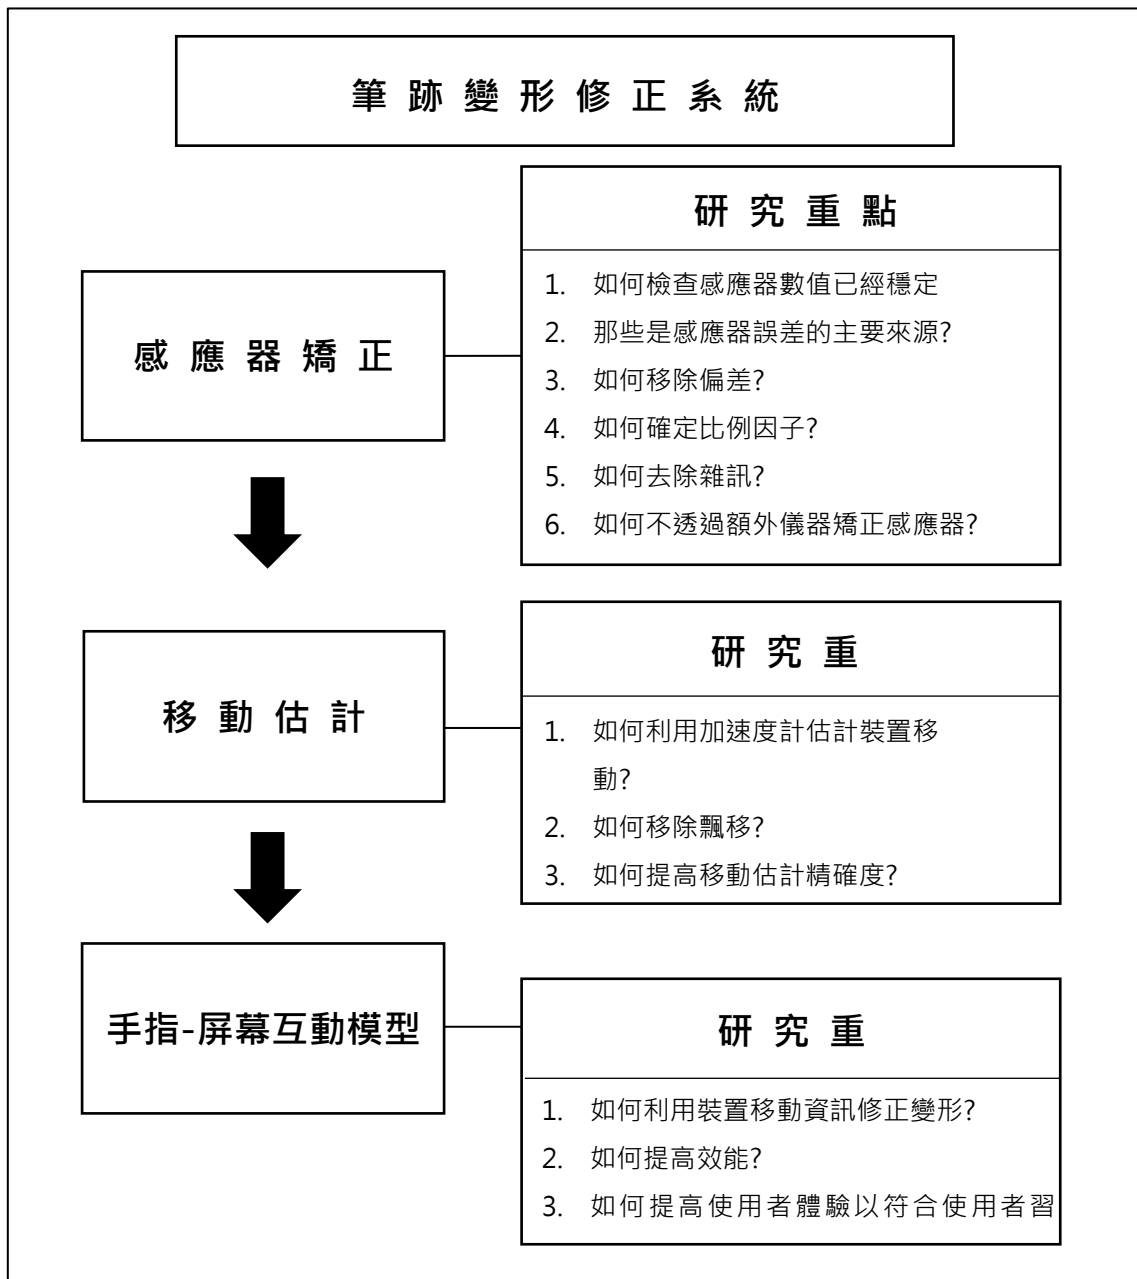 筆跡變形修正系統
研究重點
感應器矯正
1. 如何檢查感應器數值已經穩定
2. 那些是感應器誤差的主要來源?
3. 如何移除偏差?
4. 如何確定比例因子?
5. 如何去除雜訊?
6. 如何不透過額外儀器矯正感應器?
研究重
移動估計
1. 如何利用加速度計估計裝置移
動?
2. 如何移除飄移?
3. 如何提高移動估計精確度?
手指-屏幕互動模型
研究重
1. 如何利用裝置移動資訊修正變形?
2. 如何提高效能?
3. 如何提高使用者體驗以符合使用者習